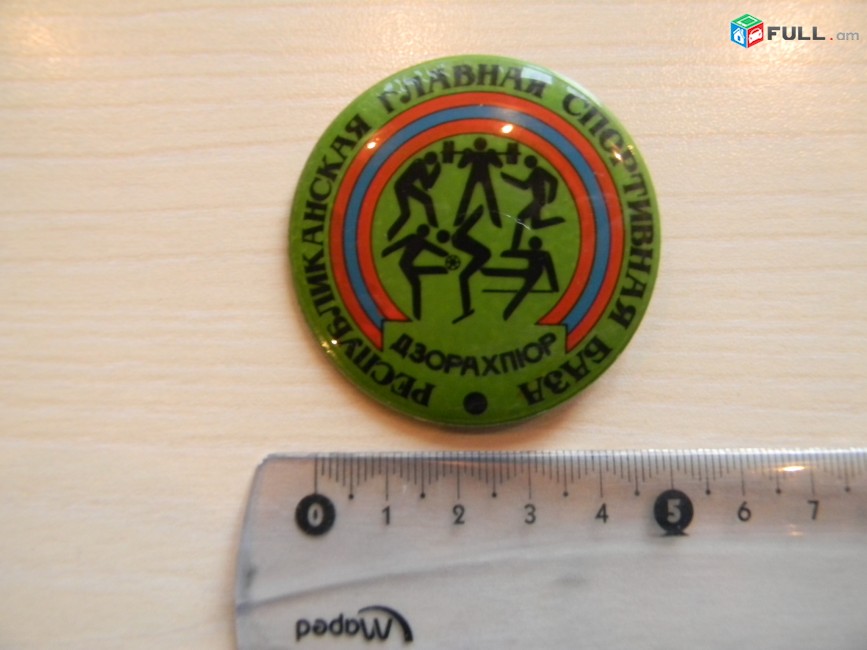 FULL.am
РЕСПУБЛИКАНСКАЯ ГЛАВНАЯ СПОРТИВНАЯ БАЗА
ДЗОРАХПЮР
0 1 2 3 4 5 6 7
Maped